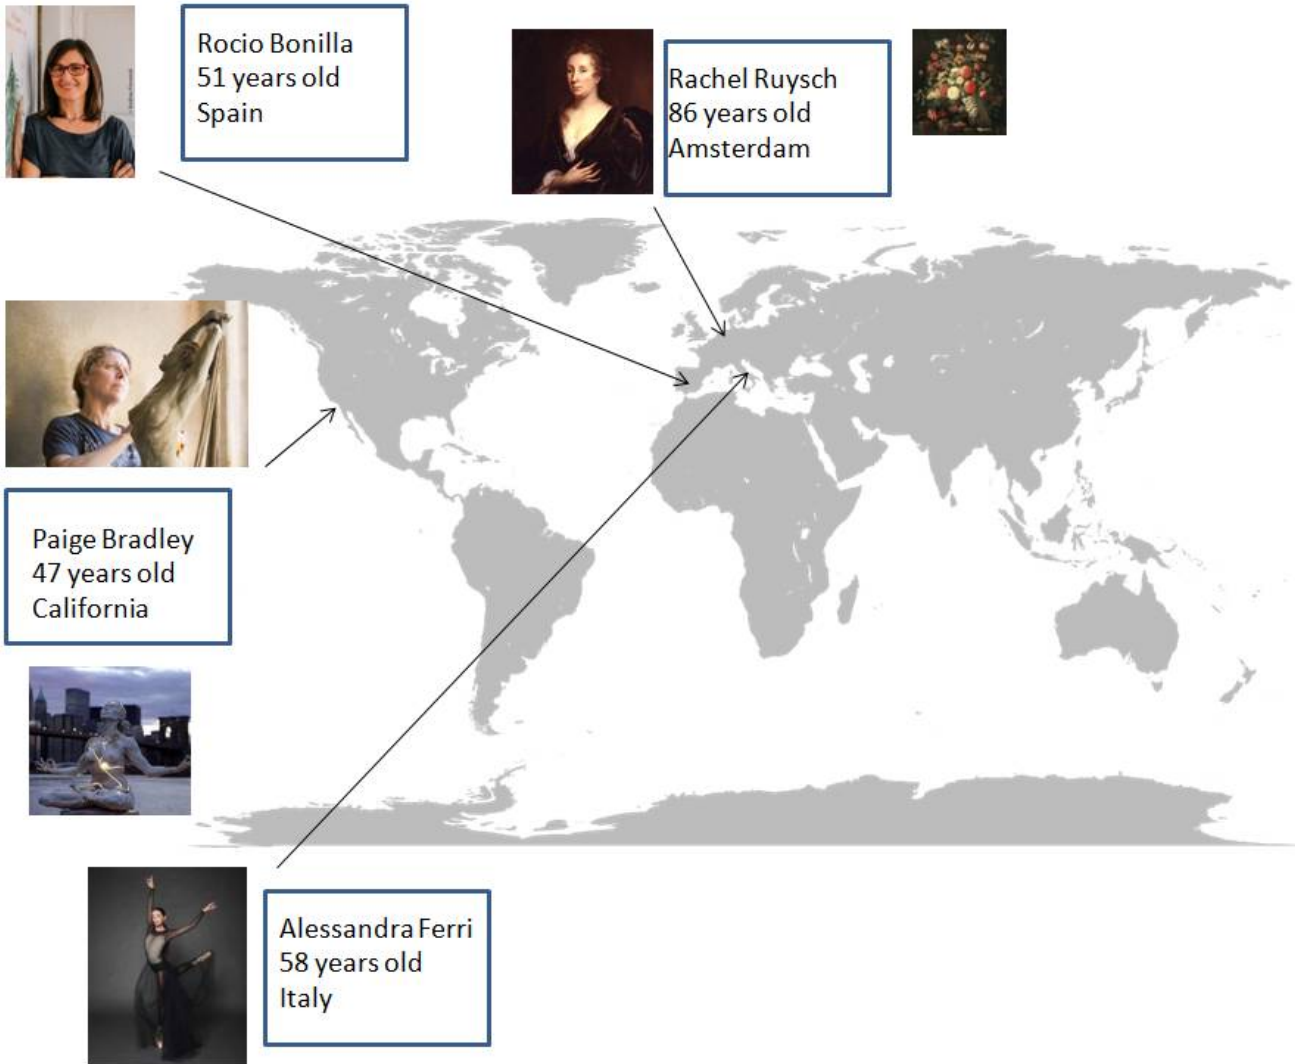 Rocio Bonilla
51 years old
Spain
Rachel Ruysch
86 years old
Amsterdam
Paige Bradley
47 years old
California
Alessandra Ferri
58 years old
Italy